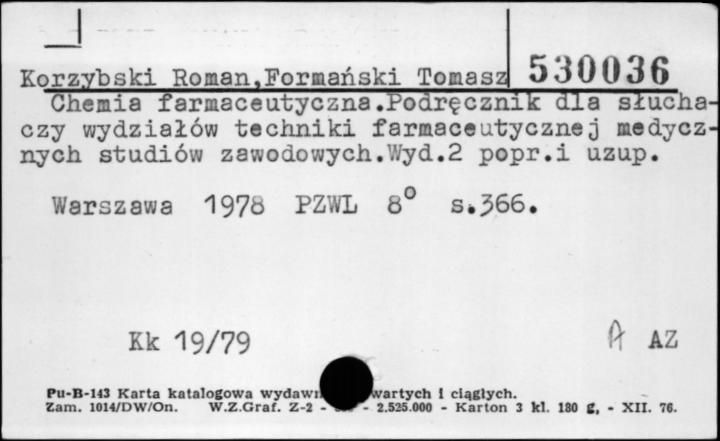 530036
Korzybski Roman,Formański Tomasz
Chemia farmaceutyczna.Podręcznik dla słucha-
czy wydziałów techniki farmaceutycznej medycz-
nych studiów zawodowych.Wyd.2 popr.i uzup.
Warszawa 1978 PZWL 8° s.366.
Kk 19/79
A AZ
Pu-B-143 Karta katalogowa wartych i ciągłych.
Zam. 1014/DW/On. W.Z.Graf. Z-2 - - 2.525.000 - Karton 3 kl. 180 g, - XII. 76.